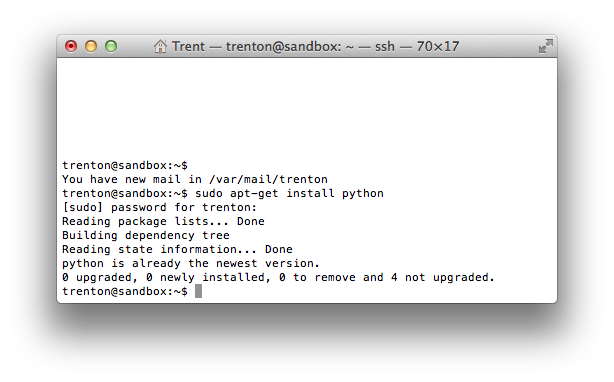 Trent — trenton@sandbox: ~ — ssh — 70×17
trenton@sandbox:~$
You have new mail in /var/mail/trenton
trenton@sandbox:~$ sudo apt-get install python
[sudo] password for trenton:
Reading package lists... Done
Building dependency tree
Reading state information... Done
python is already the newest version.
0 upgraded, 0 newly installed, 0 to remove and 4 not upgraded.
trenton@sandbox:~$